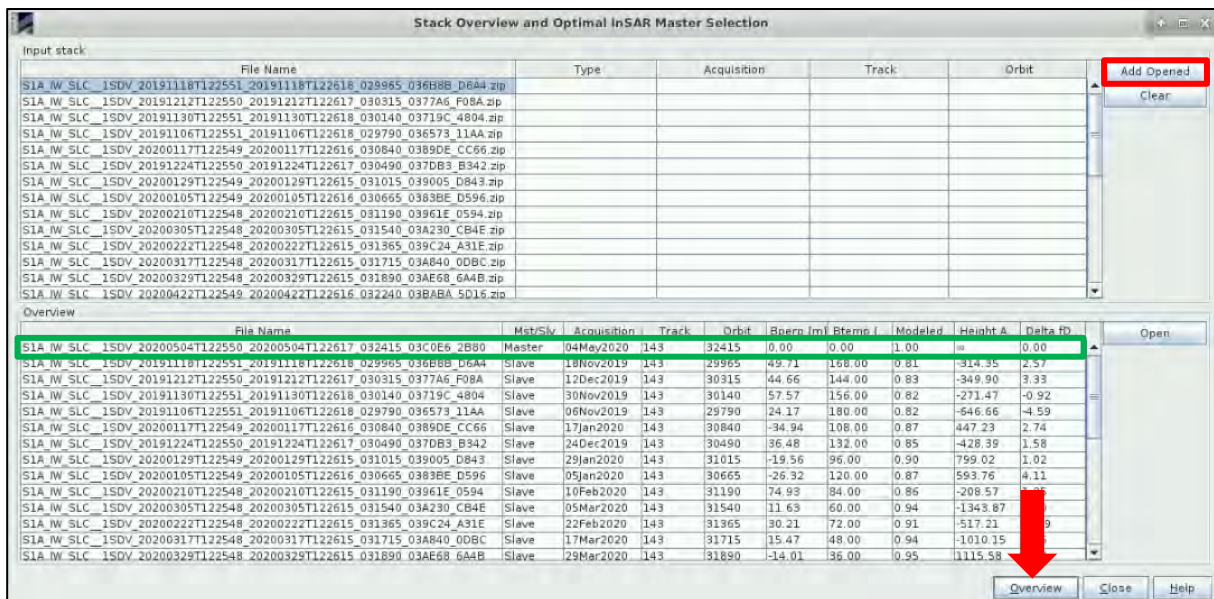 Stack Overview and Optimal InSAR Master Selection
Input stack
File Name Type Acquisition Track Orbit
Add Opened
Clear
S1A_IW_SLC__1SDV_20191118T122551_20191118T122618_029965_036B8B_D6A4.zip
S1A_IW_SLC__1SDV_20191212T122550_20191212T122617_030315_0377A6_F08A.zip
S1A_IW_SLC__1SDV_20191130T122551_20191130T122618_030140_03719C_4804.zip
S1A_IW_SLC__1SDV_20191106T122551_20191106T122618_029790_036573_11AA.zip
S1A_IW_SLC__1SDV_20200117T122549_20200117T122616_030840_0389DE_CC66.zip
S1A_IW_SLC__1SDV_20191224T122550_20191224T122617_030490_037DB3_B342.zip
S1A_IW_SLC__1SDV_20200129T122549_20200129T122615_031015_039005_D843.zip
S1A_IW_SLC__1SDV_20200105T122549_20200105T122616_030665_0383BE_D596.zip
S1A_IW_SLC__1SDV_20200210T122548_20200210T122615_031190_03961E_0594.zip
S1A_IW_SLC__1SDV_20200305T122548_20200305T122615_031540_03A230_CB4E.zip
S1A_IW_SLC__1SDV_20200222T122548_20200222T122615_031365_039C24_A31E.zip
S1A_IW_SLC__1SDV_20200317T122548_20200317T122615_031715_03A840_0DBC.zip
S1A_IW_SLC__1SDV_20200329T122548_20200329T122615_031890_03AE68_6A4B.zip
S1A_IW_SLC__1SDV_20200422T122549_20200422T122616_032240_03BABA_5D16.zip
Overview
File Name Mst/Slv Acquisition Track Orbit Bperp [m] Btemp [ Modeled Height A. Delta fD
Open
S1A_IW_SLC__1SDV_20200504T122550_20200504T122617_032415_03C0E6_2B80 Master 04May2020 143 32415 0.00 0.00 1.00 ∞ 0.00
S1A_IW_SLC__1SDV_20191118T122551_20191118T122618_029965_036B8B_D6A4 Slave 18Nov2019 143 29965 49.71 168.00 0.81 -314.35 2.57
S1A_IW_SLC__1SDV_20191212T122550_20191212T122617_030315_0377A6_F08A Slave 12Dec2019 143 30315 44.66 144.00 0.83 -349.90 3.33
S1A_IW_SLC__1SDV_20191130T122551_20191130T122618_030140_03719C_4804 Slave 30Nov2019 143 30140 57.57 156.00 0.82 -271.47 -0.92
S1A_IW_SLC__1SDV_20191106T122551_20191106T122618_029790_036573_11AA Slave 06Nov2019 143 29790 24.17 180.00 0.82 -646.66 -4.59
S1A_IW_SLC__1SDV_20200117T122549_20200117T122616_030840_0389DE_CC66 Slave 17Jan2020 143 30840 -34.94 108.00 0.87 447.23 2.74
S1A_IW_SLC__1SDV_20191224T122550_20191224T122617_030490_037DB3_B342 Slave 24Dec2019 143 30490 36.48 132.00 0.85 -428.39 1.58
S1A_IW_SLC__1SDV_20200129T122549_20200129T122615_031015_039005_D843 Slave 29Jan2020 143 31015 -19.56 96.00 0.90 799.02 1.02
S1A_IW_SLC__1SDV_20200105T122549_20200105T122616_030665_0383BE_D596 Slave 05Jan2020 143 30665 -26.32 120.00 0.87 593.76 4.11
S1A_IW_SLC__1SDV_20200210T122548_20200210T122615_031190_03961E_0594 Slave 10Feb2020 143 31190 74.93 84.00 0.86 -208.57
S1A_IW_SLC__1SDV_20200305T122548_20200305T122615_031540_03A230_CB4E Slave 05Mar2020 143 31540 11.63 60.00 0.94 -1343.87
S1A_IW_SLC__1SDV_20200222T122548_20200222T122615_031365_039C24_A31E Slave 22Feb2020 143 31365 30.21 72.00 0.91 -517.21
S1A_IW_SLC__1SDV_20200317T122548_20200317T122615_031715_03A840_0DBC Slave 17Mar2020 143 31715 15.47 48.00 0.94 -1010.15
S1A_IW_SLC__1SDV_20200329T122548_20200329T122615_031890_03AE68_6A4B Slave 29Mar2020 143 31890 -14.01 36.00 0.95 1115.58
Overview Close Help